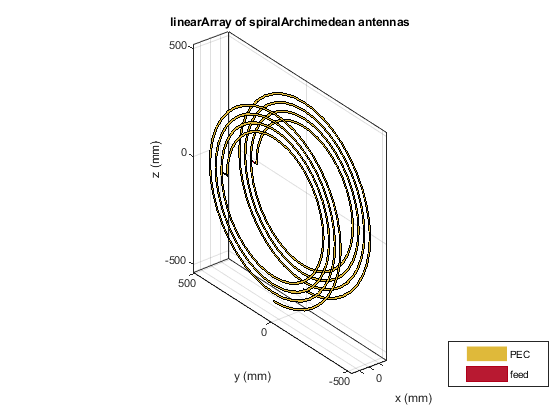 linearArray of spiralArchimedean antennas
500
0
-500
z (mm)
500
0
-500
y (mm)
0
x (mm)
PEC
feed